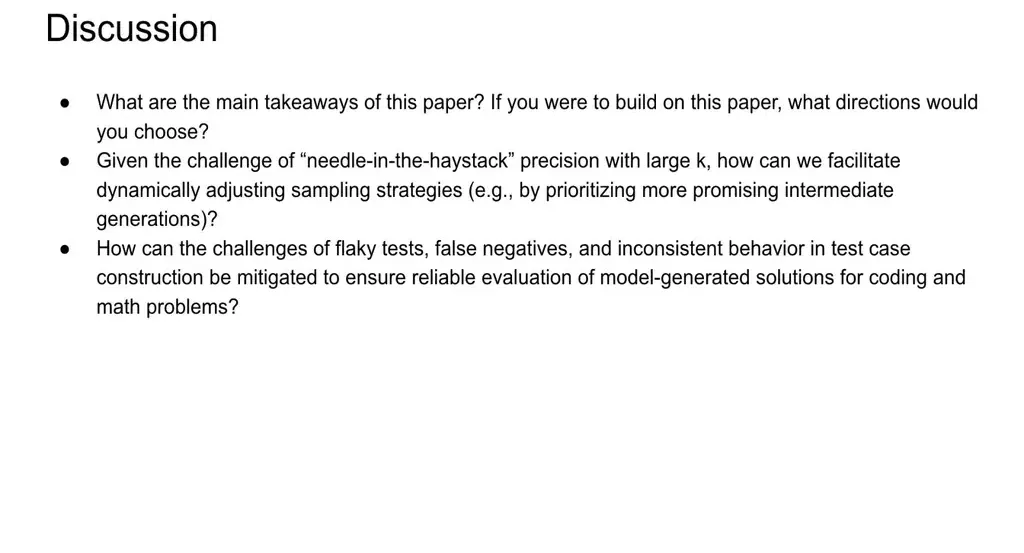 Discussion
● What are the main takeaways of this paper? If you were to build on this paper, what directions would
you choose?
● Given the challenge of “needle-in-the-haystack” precision with large k, how can we facilitate
dynamically adjusting sampling strategies (e.g., by prioritizing more promising intermediate
generations)?
● How can the challenges of flaky tests, false negatives, and inconsistent behavior in test case
construction be mitigated to ensure reliable evaluation of model-generated solutions for coding and
math problems?